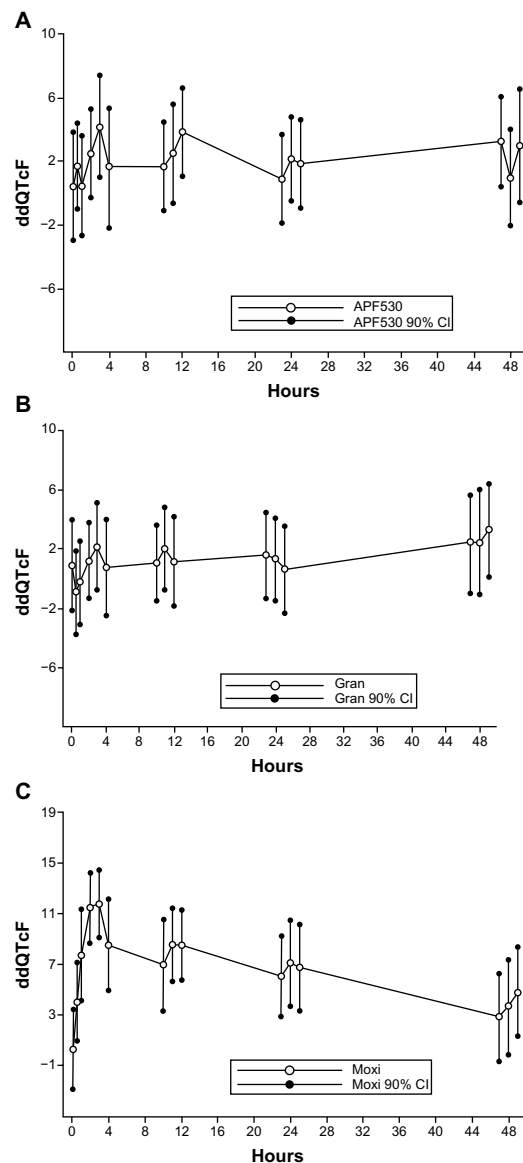 A
10
6
2
−2
−6
ddQTcF
APF530
APF530 90% CI
0 4 8 12 16 20 24 28 32 36 40 44 48
Hours
B
10
6
2
−2
−6
ddQTcF
Gran
Gran 90% CI
0 4 8 12 16 20 24 28 32 36 40 44 48
Hours
C
19
15
11
7
3
−1
ddQTcF
Moxi
Moxi 90% CI
0 4 8 12 16 20 24 28 32 36 40 44 48
Hours